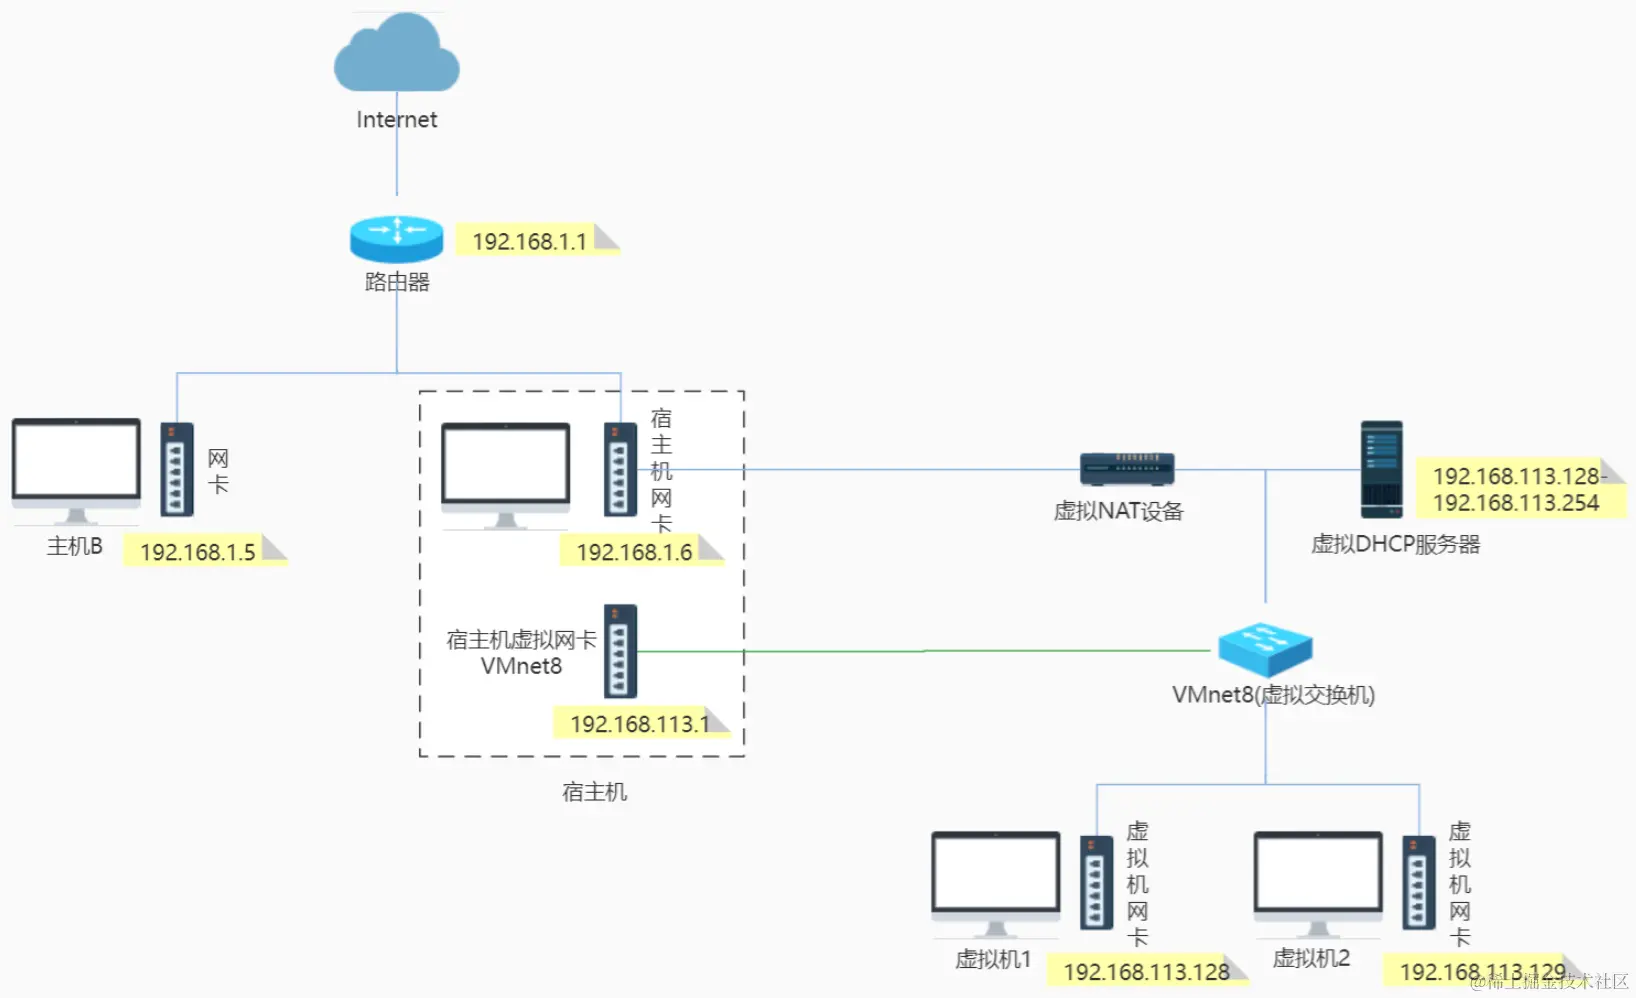 Internet
192.168.1.1
路由器
网卡
主机B
192.168.1.5
宿主机网卡
192.168.1.6
宿主机虚拟网卡
VMnet8
192.168.113.1
宿主机
虚拟NAT设备
192.168.113.128-
192.168.113.254
虚拟DHCP服务器
VMnet8(虚拟交换机)
虚拟机网卡
虚拟机1
192.168.113.128
虚拟机网卡
虚拟机2
192.168.113.129
@稀土掘金技术社区